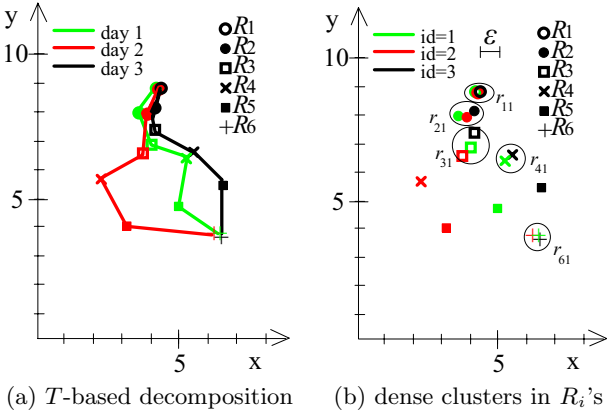 y
day 1
day 2
day 3
R1
R2
R3
R4
R5
R6
10
5
5
x
(a) T-based decomposition
y
id=1
id=2
id=3
ε
R1
R2
R3
R4
R5
R6
10
5
5
x
r11
r21
r31
r41
r61
(b) dense clusters in Ri's